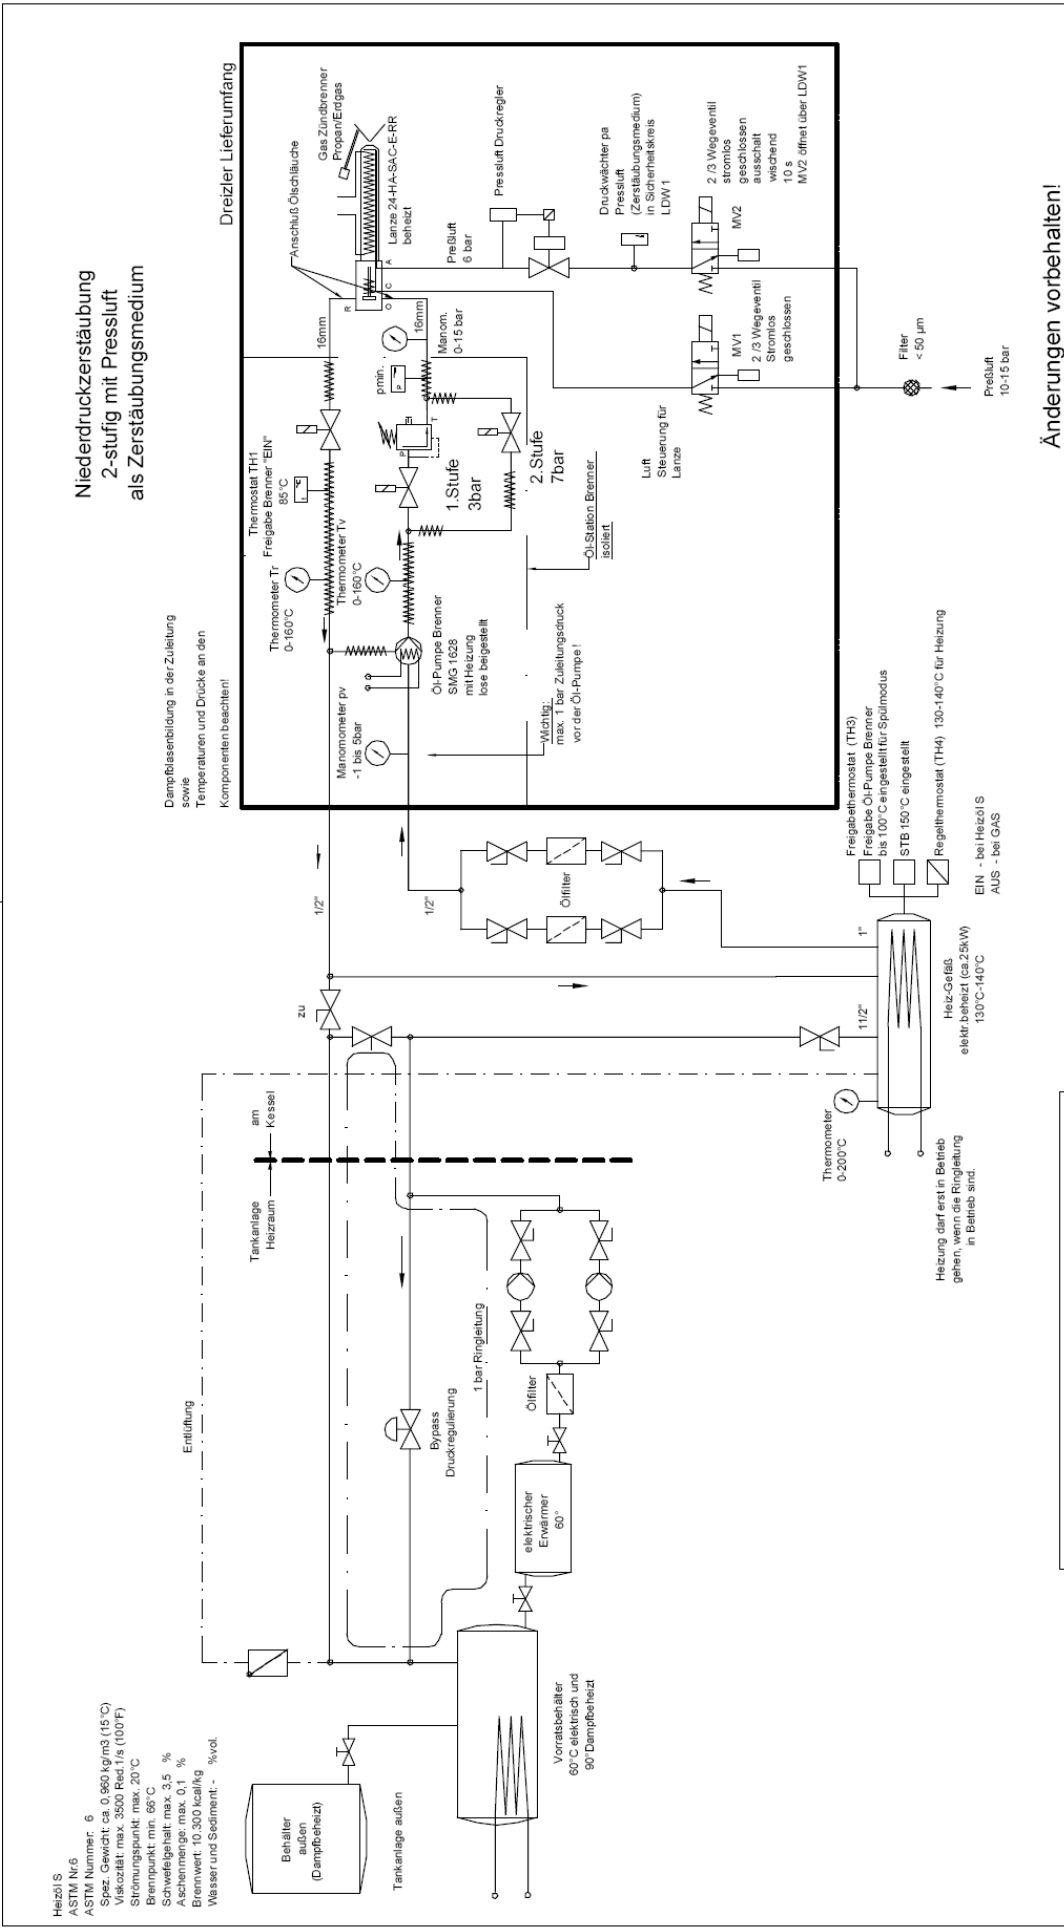 Niederdruckzerstäubung
2-stufig mit Pressluft
als Zerstäubungsmedium
Heizöl S
ASTM Nr.6
ASTM Nummer: 6
Spez. Gewicht: ca. 0,960 kg/m3 (15°C)
Viskozität: max. 3500 Red.1/s (100°F)
Strömungspunkt: max. 20°C
Brennpunkt: min. 66°C
Schwefelgehalt: max. 3,5 %
Aschenmenge: max. 0,1 %
Brennwert: 10.300 kcal/kg
Wasser und Sediment: - %vol.
Behälter
außen
(Dampfbeheizt)
Tankanlage außen
Vorratsbehälter
60°C elektrisch und
90°Dampfbeheizt
Entlüftung
elektrischer
Erwärmer
60°
Ölfilter
Bypass
Druckregulierung
1 bar Ringleitung
Tankanlage
Heizraum
am
Kessel
zu
1/2"
1/2"
Ölfilter
11/2"
1"
Thermometer
0-200°C
Heizung darf erst in Betrieb
gehen, wenn die Ringleitung
in Betrieb sind.
Heiz-Gefäß
elektr.beheizt (ca.25kW)
130°C-140°C
Freigabethermostat (TH3)
Freigabe Öl-Pumpe Brenner
bis 100°C eingestellt für Spülmodus
STB 150°C eingestellt
Regelthermostat (TH4) 130-140°C für Heizung
EIN - bei Heizöl S
AUS - bei GAS
Dampfblasenbildung in der Zuleitung
sowie
Temperaturen und Drücke an den
Komponenten beachten!
Dreizler Lieferumfang
Manomometer pv
-1 bis 5bar
Öl-Pumpe Brenner
SMG 1628
mit Heizung
lose beigestellt
Wichtig:
max. 1 bar Zuleitungsdruck
vor der Öl-Pumpe !
Thermometer Tr
0-160°C
Thermometer Tv
0-160°C
Thermostat TH1
Freigabe Brenner "EIN"
85°C
Öl-Station Brenner
isoliert
1.Stufe
3bar
2.Stufe
7bar
P
T
pmin.
P
Manom.
0-15 bar
16mm
16mm
Anschluß Ölschläuche
R
O
C
A
Gas Zündbrenner
Propan/Erdgas
Lanze 24-HA-SAC-E-RR
beheizt
Preßluft
6 bar
Pressluft Druckregler
Druckwächter pa
Pressluft
(Zerstäubungsmedium)
in Sicherheitskreis
LDW1
Luft
Steuerung für
Lanze
MV1
2 /3 Wegeventil
Stromlos
geschlossen
MV2
2 /3 Wegeventil
stromlos
geschlossen
ausschalt
wischend
10 s
MV2 öffnet über LDW1
Filter
< 50 µm
Preßluft
10-15 bar
Änderungen vorbehalten!